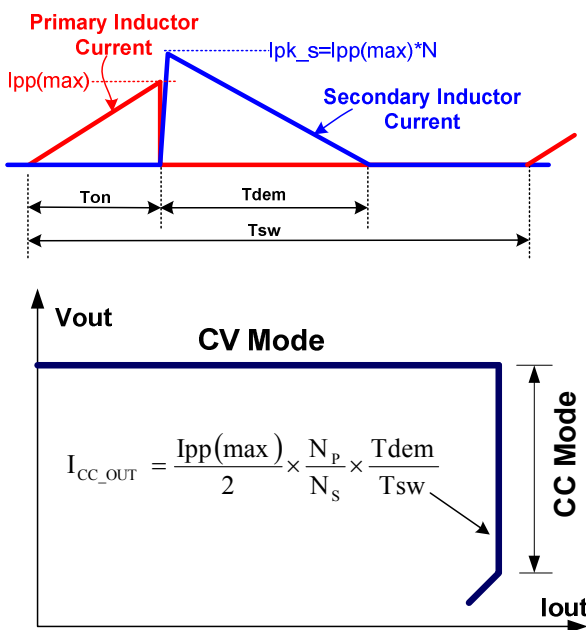 Primary Inductor
Current
Ipk_s=Ipp(max)*N
Ipp(max)
Secondary Inductor
Current
Ton
Tdem
Tsw
Vout
CV Mode
I_CC_OUT = Ipp(max)/2 × N_P/N_S × Tdem/Tsw
CC Mode
Iout